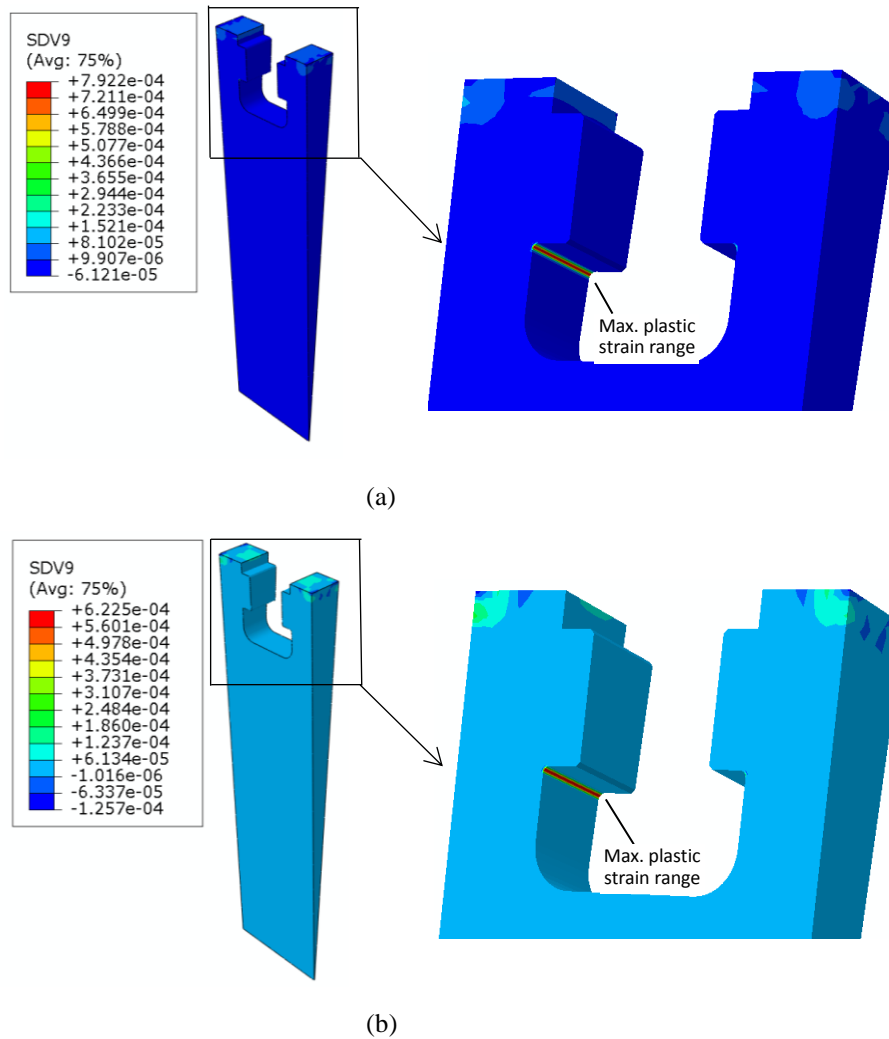 SDV9
(Avg: 75%)
+7.922e-04
+7.211e-04
+6.499e-04
+5.788e-04
+5.077e-04
+4.366e-04
+3.655e-04
+2.944e-04
+2.233e-04
+1.521e-04
+8.102e-05
+9.907e-06
-6.121e-05
Max. plastic
strain range
(a)
SDV9
(Avg: 75%)
+6.225e-04
+5.601e-04
+4.978e-04
+4.354e-04
+3.731e-04
+3.107e-04
+2.484e-04
+1.860e-04
+1.237e-04
+6.134e-05
-1.016e-06
-6.337e-05
-1.257e-04
Max. plastic
strain range
(b)